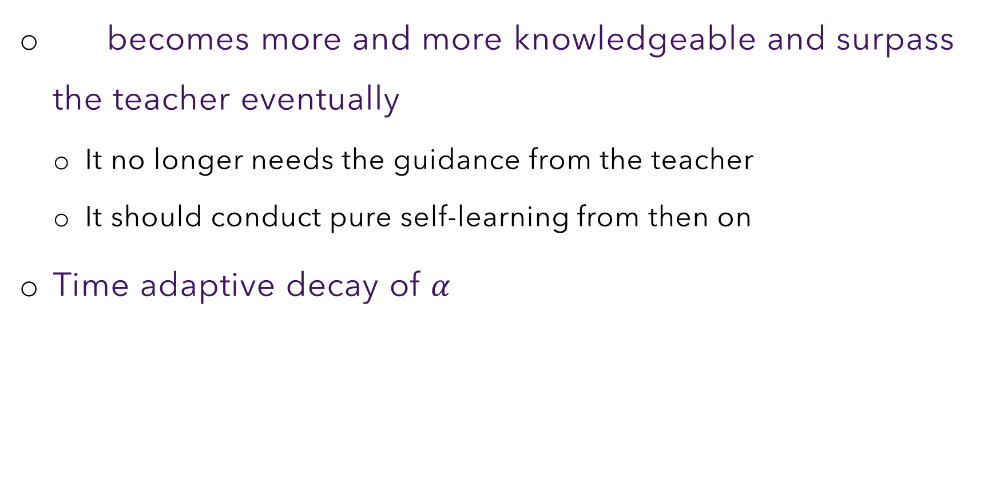 ○ becomes more and more knowledgeable and surpass
the teacher eventually
○ It no longer needs the guidance from the teacher
○ It should conduct pure self-learning from then on
○ Time adaptive decay of α